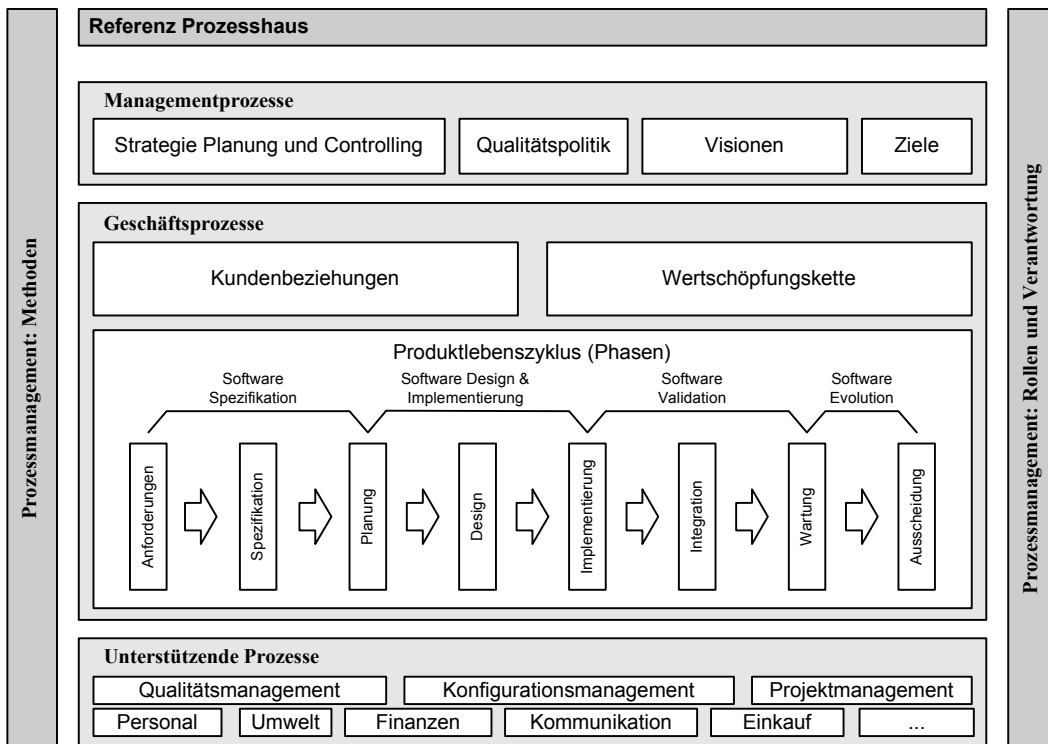 Prozessmanagement: Methoden
Referenz Prozesshaus
Managementprozesse
Strategie Planung und Controlling
Qualitätspolitik
Visionen
Ziele
Geschäftsprozesse
Kundenbeziehungen
Wertschöpfungskette
Produktlebenszyklus (Phasen)
Software
Spezifikation
Software Design &
Implementierung
Software
Validation
Software
Evolution
Anforderungen
Spezifikation
Planung
Design
Implementierung
Integration
Wartung
Ausscheidung
Unterstützende Prozesse
Qualitätsmanagement
Konfigurationsmanagement
Projektmanagement
Personal
Umwelt
Finanzen
Kommunikation
Einkauf
...
Prozessmanagement: Rollen und Verantwortung